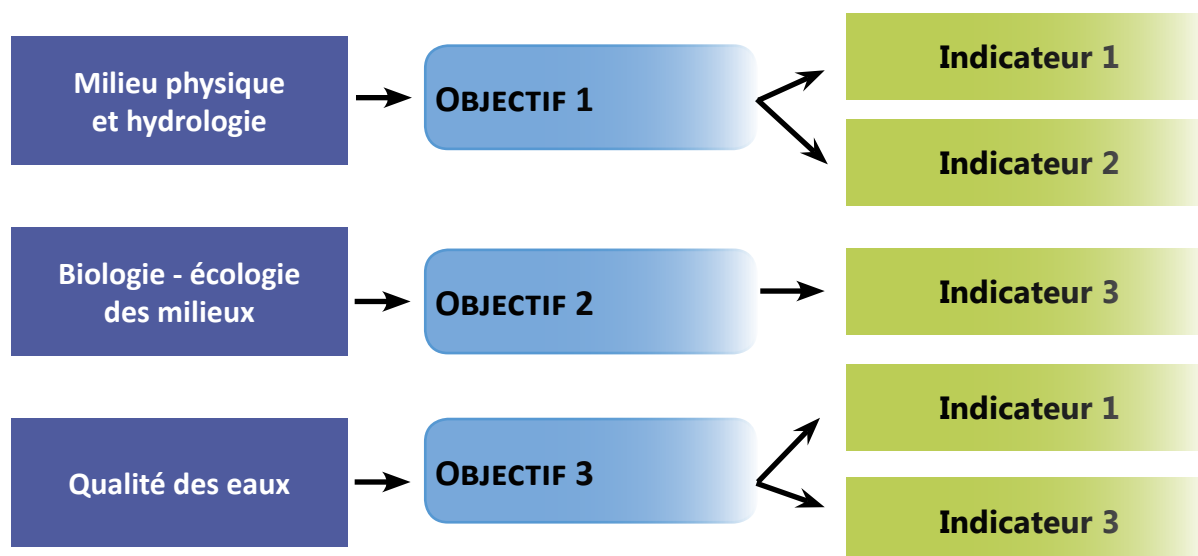 Milieu physique
et hydrologie
OBJECTIF 1
Indicateur 1
Indicateur 2
Biologie - écologie
des milieux
OBJECTIF 2
Indicateur 3
Qualité des eaux
OBJECTIF 3
Indicateur 1
Indicateur 3